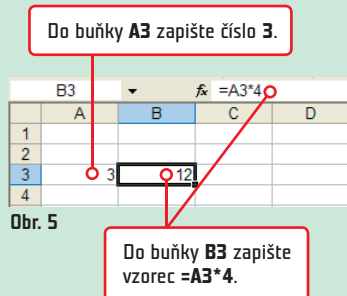 Do buňky A3 zapište číslo 3.
B3 fx =A3*4
A B C D
1
2
3 3 12
4
Obr. 5
Do buňky B3 zapište
vzorec =A3*4.